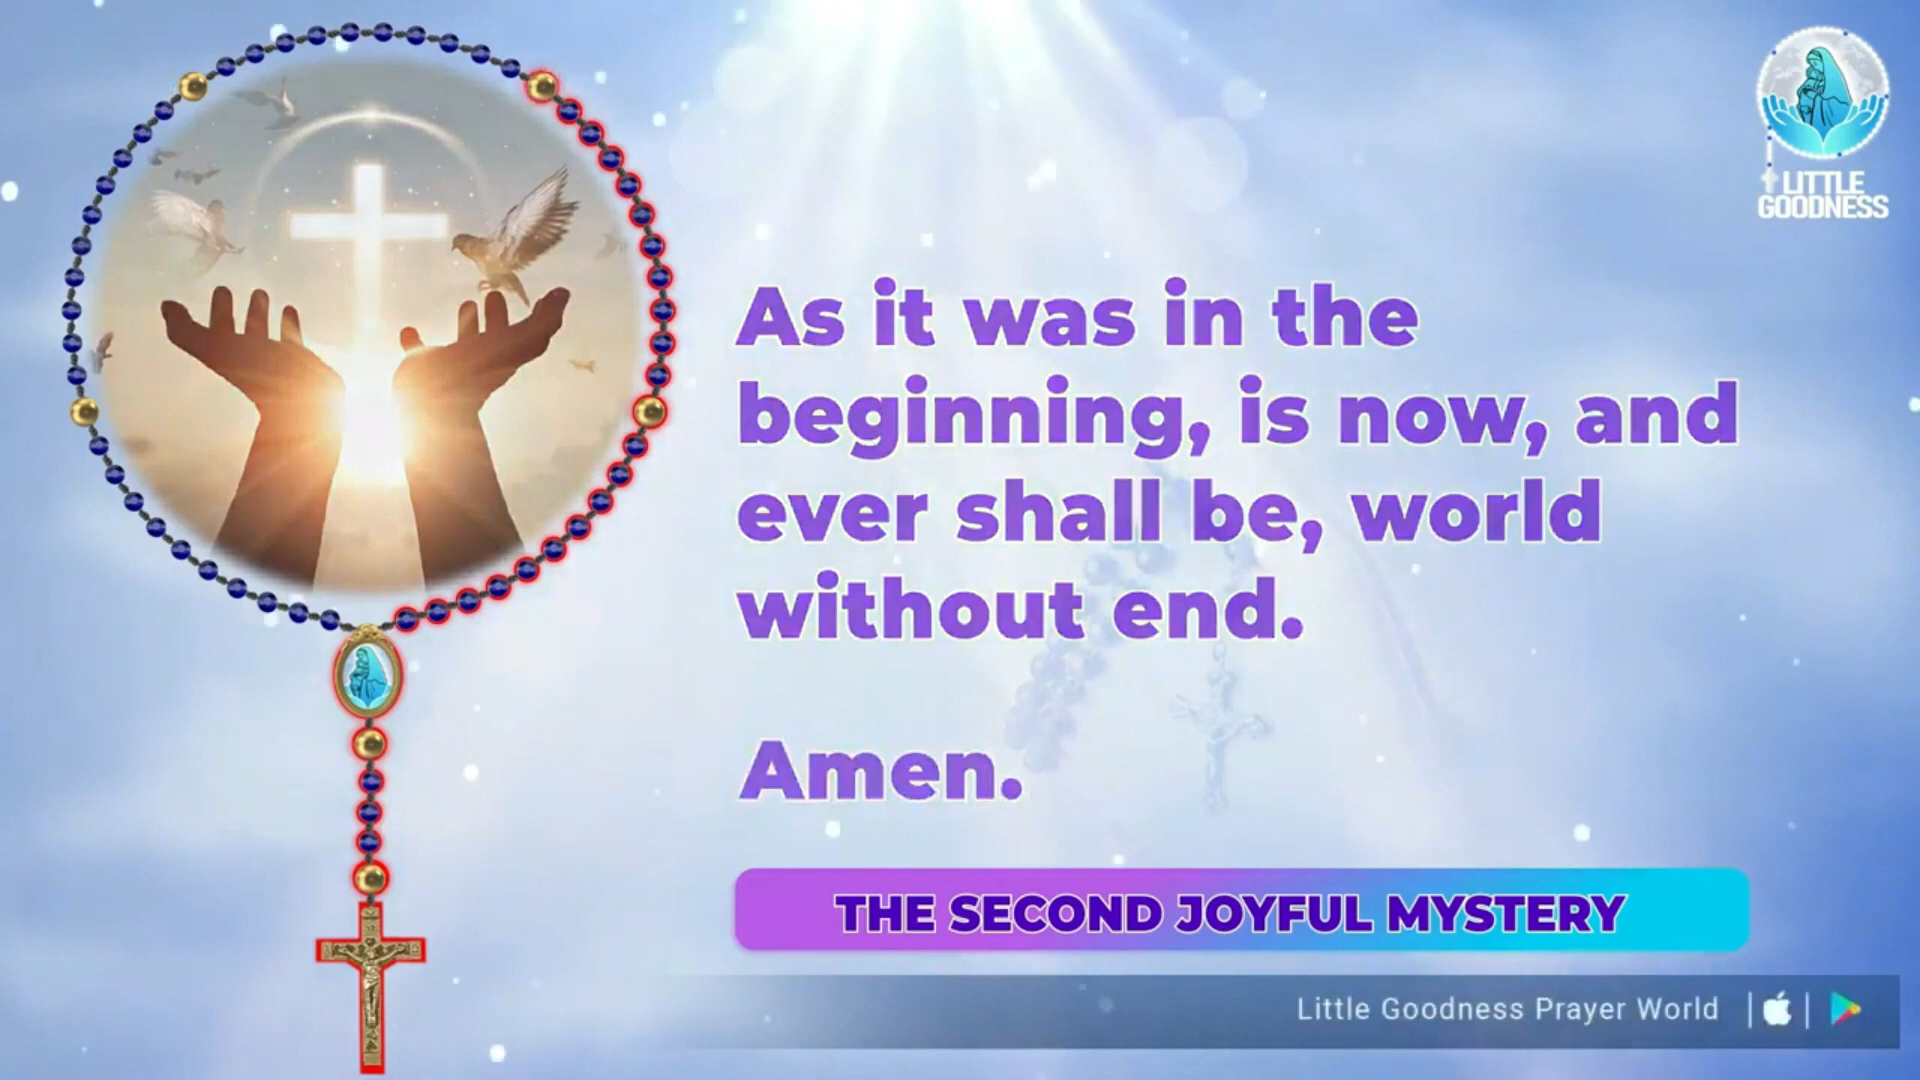 LITTLE
GOODNESS
As it was in the
beginning, is now, and
ever shall be, world
without end.
Amen.
THE SECOND JOYFUL MYSTERY
Little Goodness Prayer World